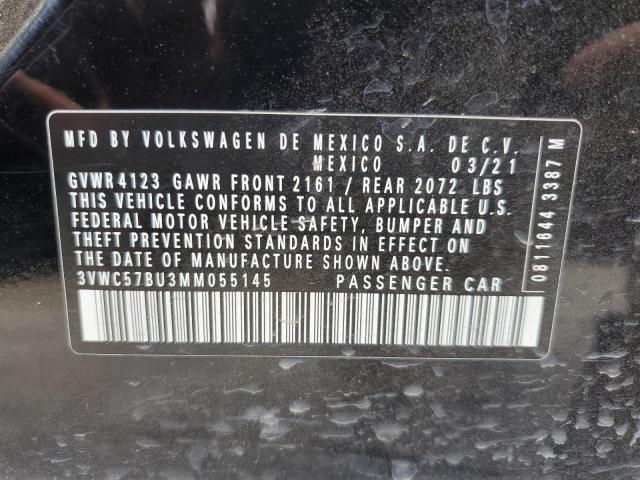 MFD BY VOLKSWAGEN DE MEXICO S.A. DE C.V.
MEXICO 03/21
GVWR 4123 GAWR FRONT 2161 / REAR 2072 LBS
THIS VEHICLE CONFORMS TO ALL APPLICABLE U.S.
FEDERAL MOTOR VEHICLE SAFETY, BUMPER AND
THEFT PREVENTION STANDARDS IN EFFECT ON
THE DATE OF MANUFACTURE SHOWN ABOVE
3VWC57BU3MM055145 PASSENGER CAR
0811644 3387 M